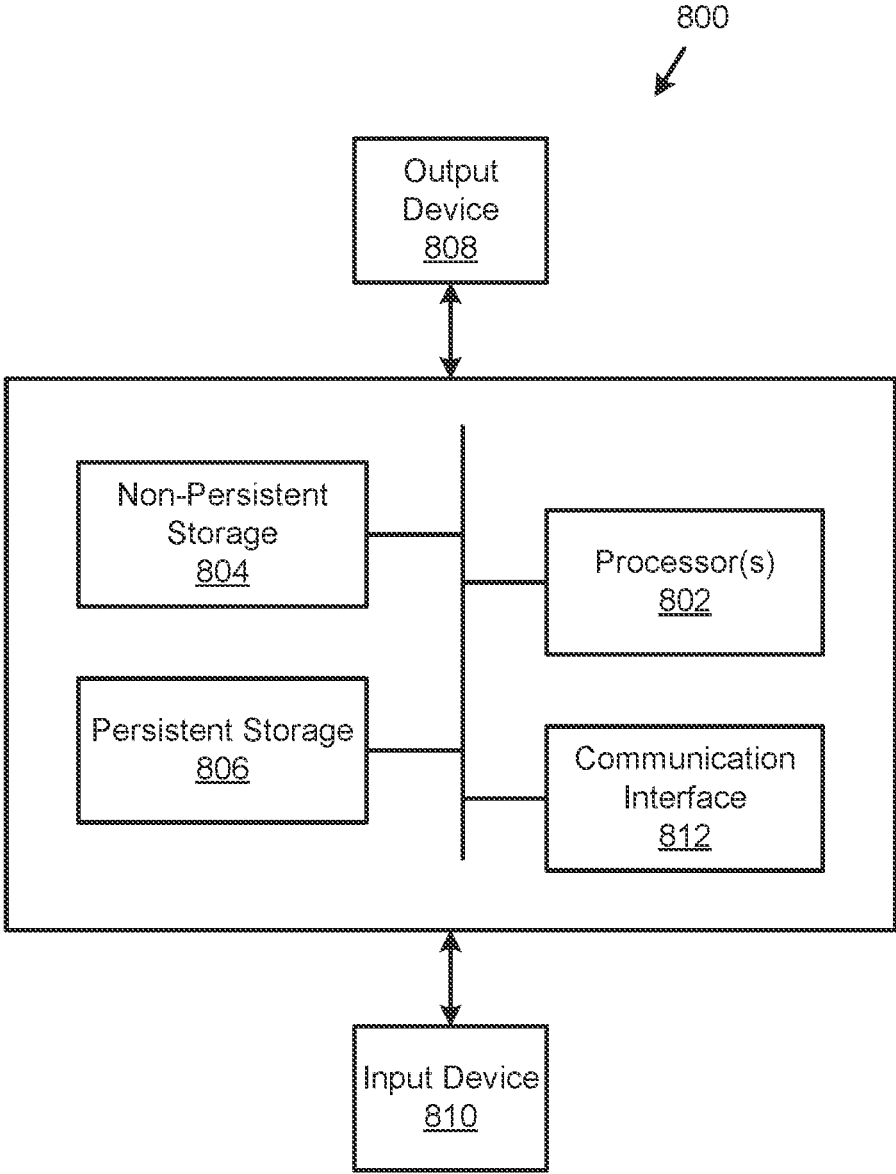 800
Output
Device
808
Non-Persistent
Storage
804
Processor(s)
802
Persistent Storage
806
Communication
Interface
812
Input Device
810